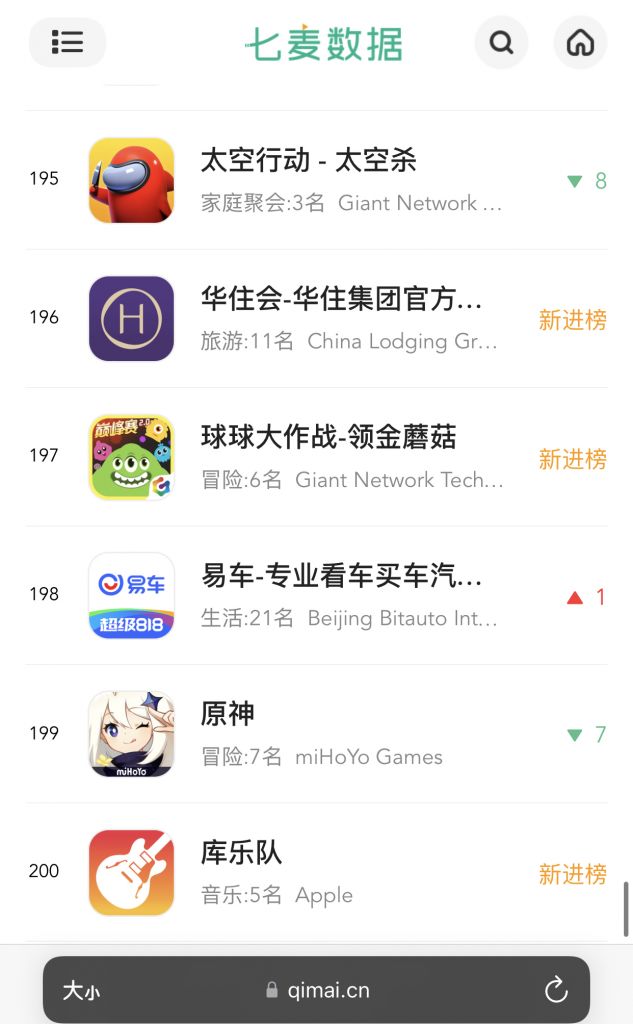 七麦数据
195
太空行动 - 太空杀
家庭聚会:3名 Giant Network ...
▼ 8
196
H
华住会-华住集团官方...
旅游:11名 China Lodging Gr...
新进榜
197
巅峰赛2.0
球球大作战-领金蘑菇
冒险:6名 Giant Network Tech...
新进榜
198
易车
超级818
易车-专业看车买车汽...
生活:21名 Beijing Bitauto Int...
▲ 1
199
miHoYo
原神
冒险:7名 miHoYo Games
▼ 7
200
库乐队
音乐:5名 Apple
新进榜
大小 qimai.cn